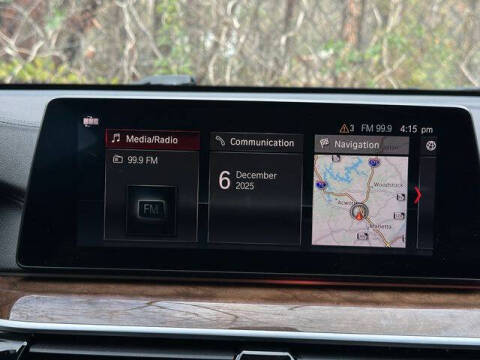 3 FM 99.9 4:15 pm
Media/Radio
Communication
Navigation
99.9 FM
FM
6 December
2025
Woodstock
Acworth
Marietta